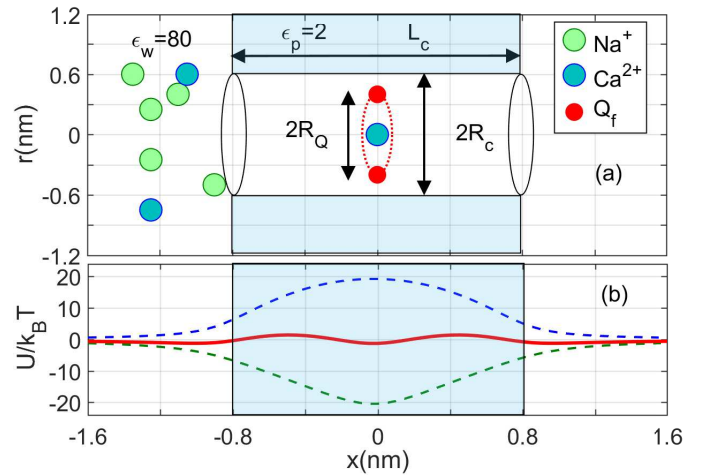 1.2
0.6
0
-0.6
-1.2
r(nm)
ϵw=80
ϵp=2
Lc
2RQ
2Rc
Na+
Ca2+
Qf
(a)
20
10
0
-10
-20
U/kBT
(b)
-1.6
-0.8
0
0.8
1.6
x(nm)